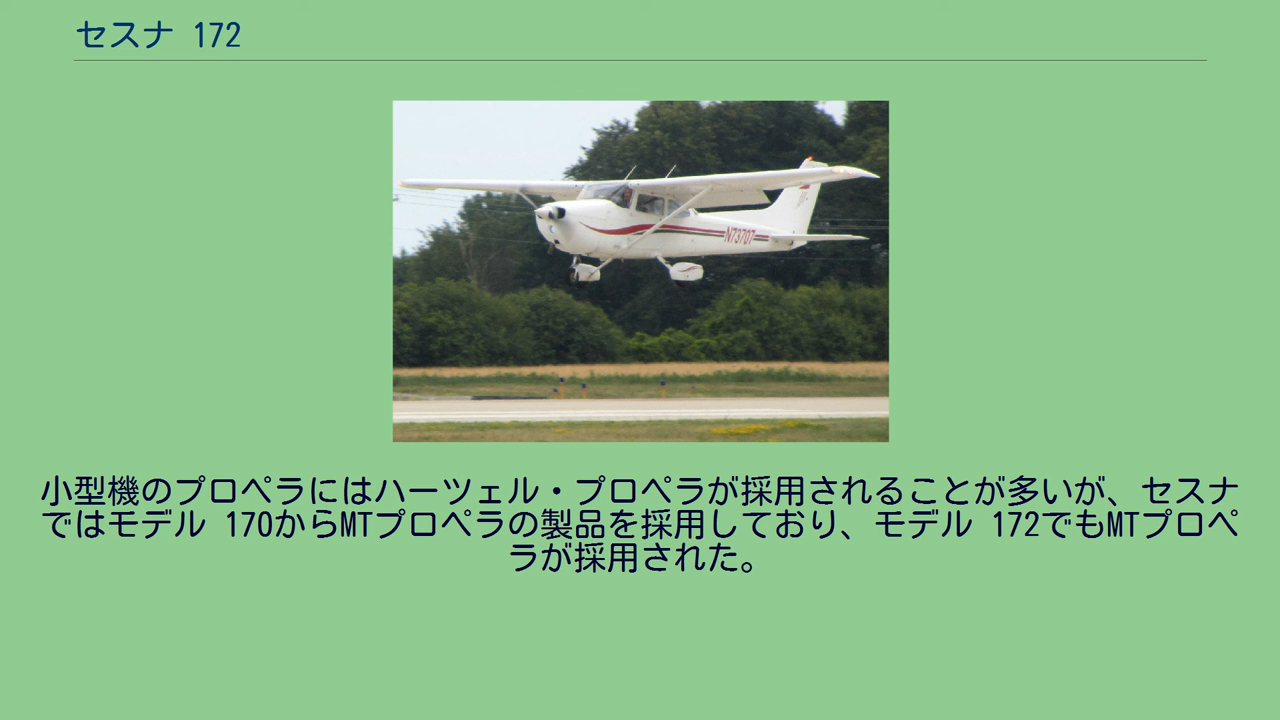 セスナ 172
N73707
小型機のプロペラにはハーツェル・プロペラが採用されることが多いが、セスナ
ではモデル 170からMTプロペラの製品を採用しており、モデル 172でもMTプロペ
ラが採用された。